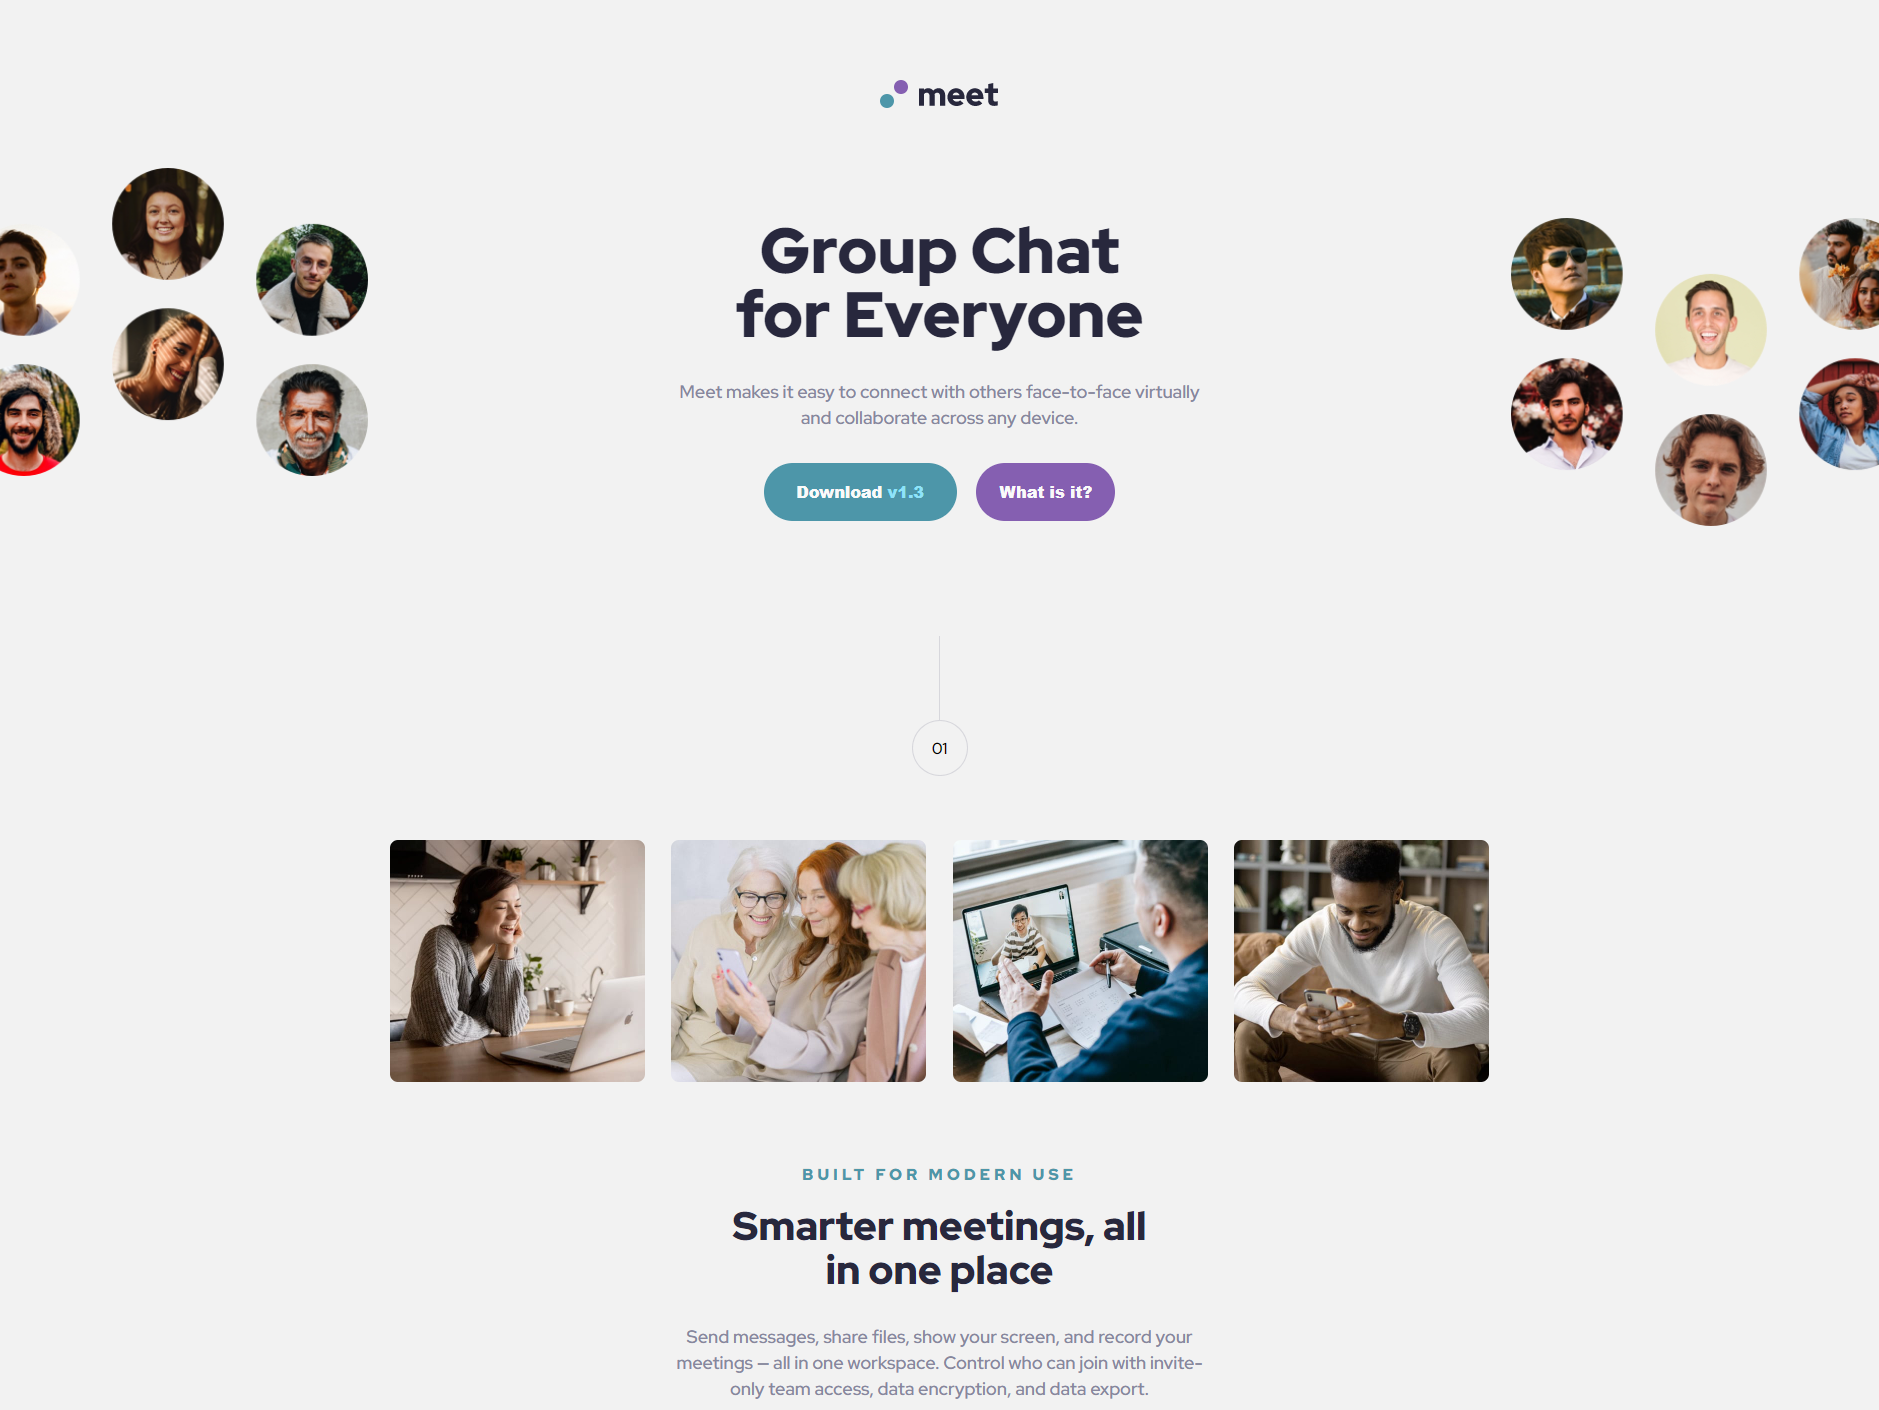 meet
Group Chat
for Everyone
Meet makes it easy to connect with others face-to-face virtually
and collaborate across any device.
Download v1.3
What is it?
01
BUILT FOR MODERN USE
Smarter meetings, all
in one place
Send messages, share files, show your screen, and record your
meetings — all in one workspace. Control who can join with invite-
only team access, data encryption, and data export.